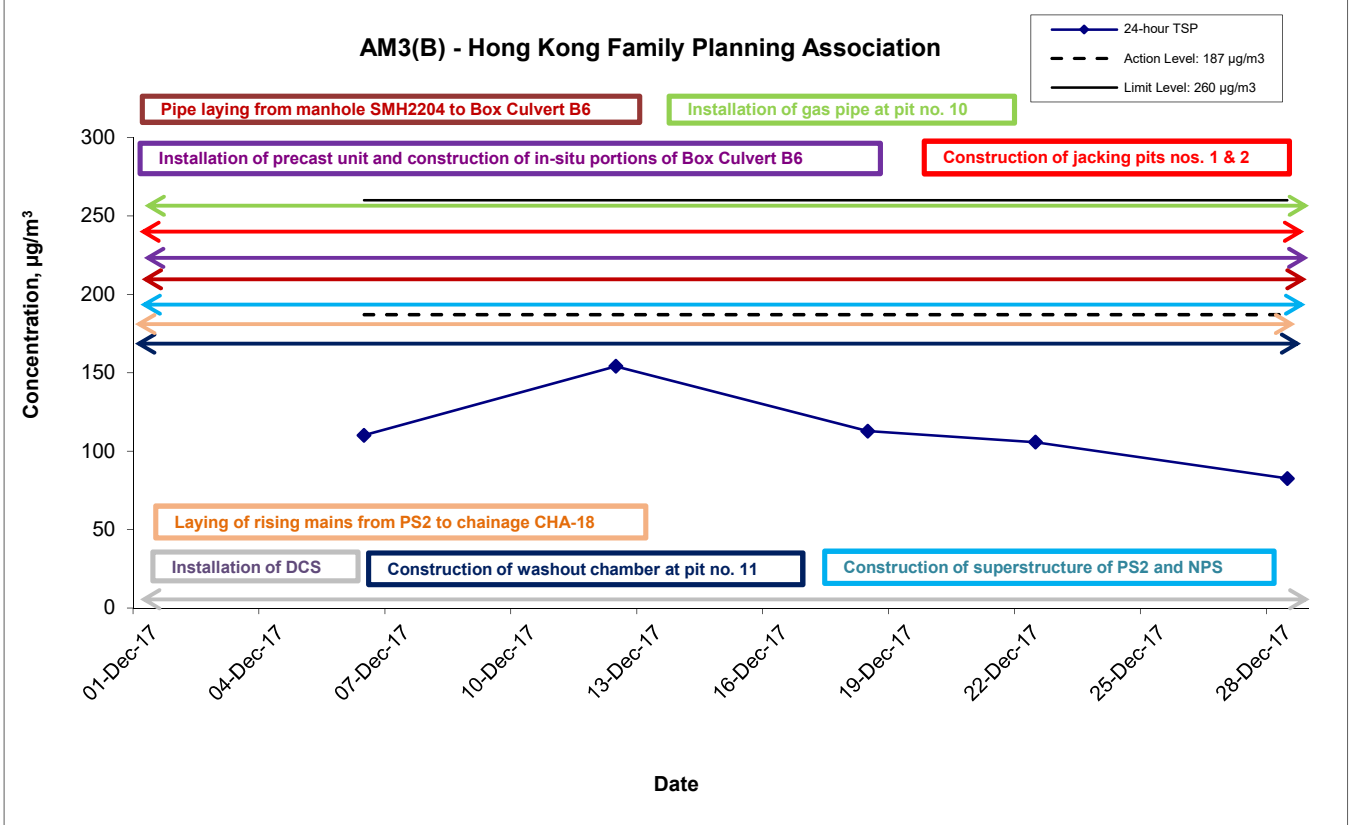 AM3(B) - Hong Kong Family Planning Association
24-hour TSP
Action Level: 187 µg/m3
Limit Level: 260 µg/m3
Pipe laying from manhole SMH2204 to Box Culvert B6
Installation of gas pipe at pit no. 10
Installation of precast unit and construction of in-situ portions of Box Culvert B6
Construction of jacking pits nos. 1 & 2
Concentration, µg/m³
300
250
200
150
100
50
0
Laying of rising mains from PS2 to chainage CHA-18
Installation of DCS
Construction of washout chamber at pit no. 11
Construction of superstructure of PS2 and NPS
01-Dec-17
04-Dec-17
07-Dec-17
10-Dec-17
13-Dec-17
16-Dec-17
19-Dec-17
22-Dec-17
25-Dec-17
28-Dec-17
Date